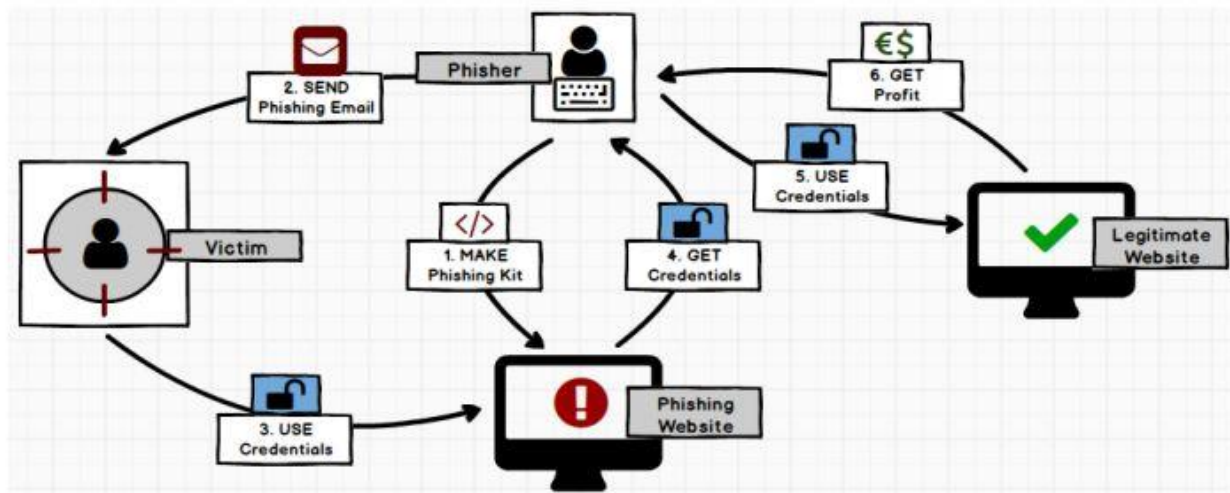 2. SEND
Phishing Email
Phisher
€$
6. GET
Profit
5. USE
Credentials
Victim
</>
1. MAKE
Phishing Kit
4. GET
Credentials
Legitimate
Website
3. USE
Credentials
!
Phishing
Website